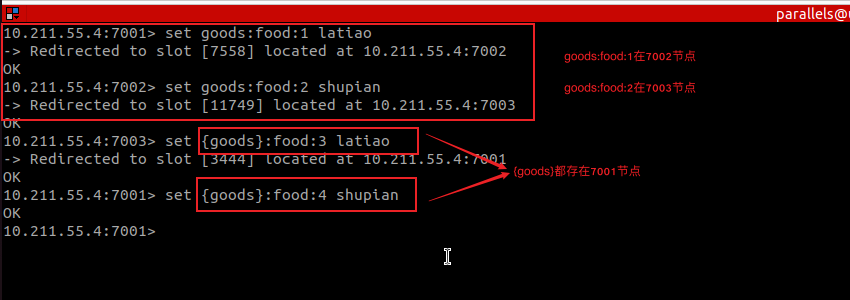 parallels@
10.211.55.4:7001> set goods:food:1 latiao
-> Redirected to slot [7558] located at 10.211.55.4:7002
goods:food:1在7002节点
OK
10.211.55.4:7002> set goods:food:2 shupian
goods:food:2在7003节点
-> Redirected to slot [11749] located at 10.211.55.4:7003
OK
10.211.55.4:7003> set {goods}:food:3 latiao
-> Redirected to slot [3444] located at 10.211.55.4:7001
{goods}都存在7001节点
OK
10.211.55.4:7001> set {goods}:food:4 shupian
OK
10.211.55.4:7001>